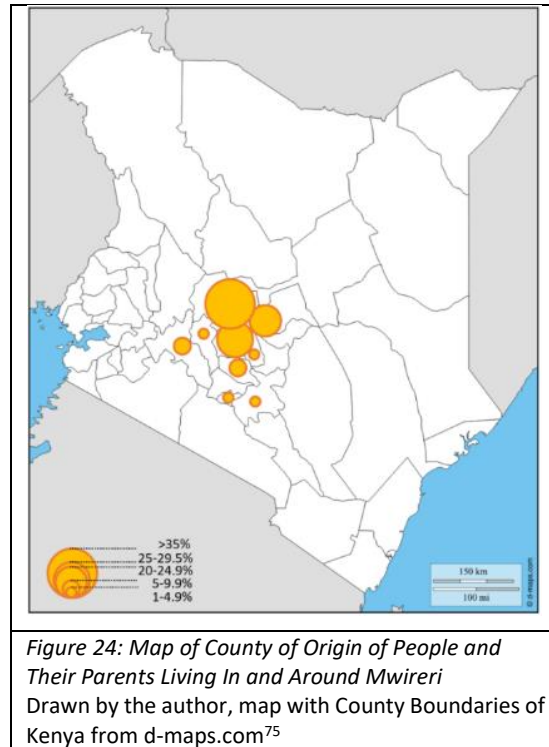 >35%
25-29.5%
20-24.9%
5-9.9%
1-4.9%
150 km
100 mi
© d-maps.com
Figure 24: Map of County of Origin of People and
Their Parents Living In and Around Mwireri
Drawn by the author, map with County Boundaries of
Kenya from d-maps.com⁷⁵